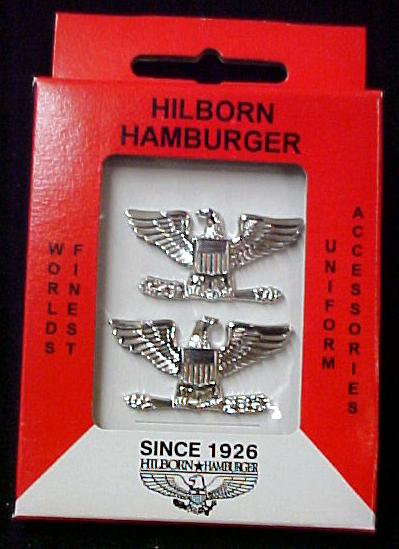 HILBORN
HAMBURGER
WORLDS
FINEST
UNIFORM
ACCESSORIES
SINCE 1926
HILBORN★HAMBURGER